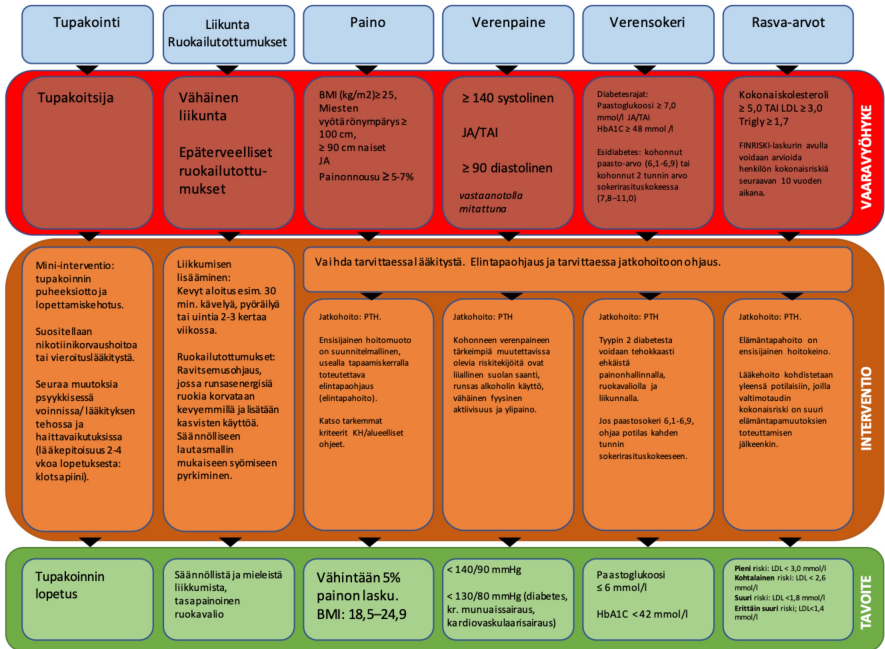 Tupakointi
Liikunta
Ruokailutottumukset
Paino
Verenpaine
Verensokeri
Rasva-arvot
Tupakoitsija
Vähäinen
liikunta
Epäterveelliset
ruokailutottu-
mukset
BMI (kg/m2)≥ 25,
Miesten
vyötärönympärys ≥
100 cm,
≥ 90 cm naiset
JA
Painonnousu ≥ 5-7%
≥ 140 systolinen
JA/TAI
≥ 90 diastolinen
vastaanotolla
mitattuna
Diabetesrajat:
Paastoglukoosi ≥ 7,0
mmol/l JA/TAI
HbA1C ≥ 48 mmol /l
Esidiabetes: kohonnut
paasto-arvo (6,1-6,9) tai
kohonnut 2 tunnin arvo
sokerirasituskokeessa
(7,8–11,0)
Kokonaiskolesteroli
≥ 5,0 TAI LDL ≥ 3,0
Trigly ≥ 1,7
FINRISKI-laskurin avulla
voidaan arvioida
henkilön kokonaisriskiä
seuraavan 10 vuoden
aikana.
VAARAVYÖHYKE
Mini-interventio:
tupakoinnin
puheeksiotto ja
lopettamiskehotus.
Suositellaan
nikotiinikorvaushoitoa
tai vieroituslääkitystä.
Seuraa muutoksia
psyykkisessä
voinnissa/ lääkityksen
tehossa ja
haittavaikutuksissa
(lääkepitoisuus 2-4
vkoa lopetuksesta:
klotsapiini).
Liikkumisen
lisääminen:
Kevyt aloitus esim. 30
min. kävelyä, pyöräilyä
tai uintia 2-3 kertaa
viikossa.
Ruokailutottumukset:
Ravitsemusohjaus,
jossa runsasenergisiä
ruokia korvataan
kevyemmillä ja lisätään
kasvisten käyttöä.
Säännölliseen
lautasmallin
mukaiseen syömiseen
pyrkiminen.
Vaihda tarvittaessa lääkitystä. Elintapaohjaus ja tarvittaessa jatkohoitoon ohjaus.
Jatkohoito: PTH.
Ensisijainen hoitomuoto
on suunnitelmallinen,
usealla tapaamiskerralla
toteutettava
elintapaohjaus
(elintapahoito).
Katso tarkemmat
kriteerit KH/alueelliset
ohjeet.
Jatkohoito: PTH.
Kohonneen verenpaineen
tärkeimpiä muutettavissa
olevia riskitekijöitä ovat
liiallinen suolan saanti,
runsas alkoholin käyttö,
vähäinen fyysinen
aktiivisuus ja ylipaino.
Jatkohoito: PTH
Tyypin 2 diabetesta
voidaan tehokkaasti
ehkäistä
painonhallinnalla,
ruokavaliolla ja
liikunnalla.
Jos paastosokeri 6,1-6,9,
ohjaa potilas kahden
tunnin
sokerirasituskokeeseen.
Jatkohoito: PTH.
Elämäntapahoito on
ensisijainen hoitokeino.
Lääkehoito kohdistetaan
yleensä potilaisiin, joilla
valtimotaudin
kokonaisriski on suuri
elämäntapamuutoksien
toteuttamisen
jälkeenkin.
INTERVENTIO
Tupakoinnin
lopetus
Säännöllistä ja mieleistä
liikkumista,
tasapainoinen
ruokavalio
Vähintään 5%
painon lasku.
BMI: 18,5–24,9
< 140/90 mmHg
< 130/80 mmHg (diabetes,
kr. munuaissairaus,
kardiovaskulaarisairaus)
Paastoglukoosi
≤ 6 mmol/l
HbA1C < 42 mmol/l
Pieni riski: LDL < 3,0 mmol/l
Kohtalainen riski: LDL < 2,6
mmol/l
Suuri riski: LDL <1,8 mmol/l
Erittäin suuri riski; LDL<1,4
mmol/l
TAVOITE